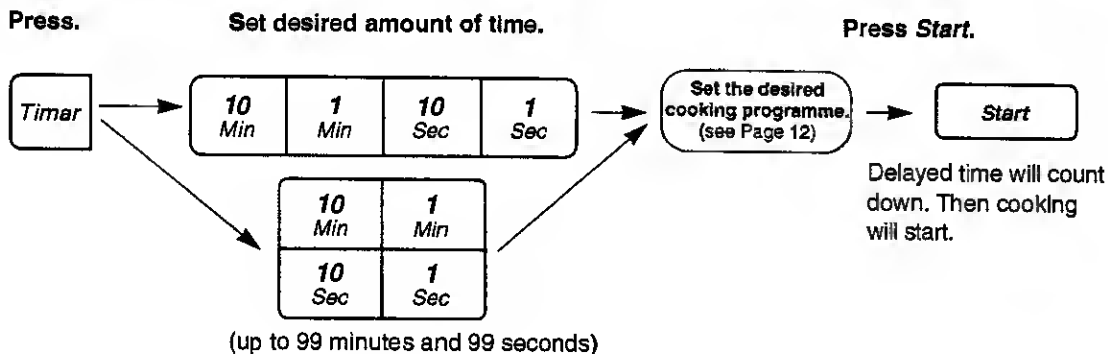 Press.
Set desired amount of time.
Press Start.
Timar
10 Min
1 Min
10 Sec
1 Sec
Set the desired
cooking programme.
(see Page 12)
Start
10 Min
1 Min
10 Sec
1 Sec
Delayed time will count
down. Then cooking
will start.
(up to 99 minutes and 99 seconds)